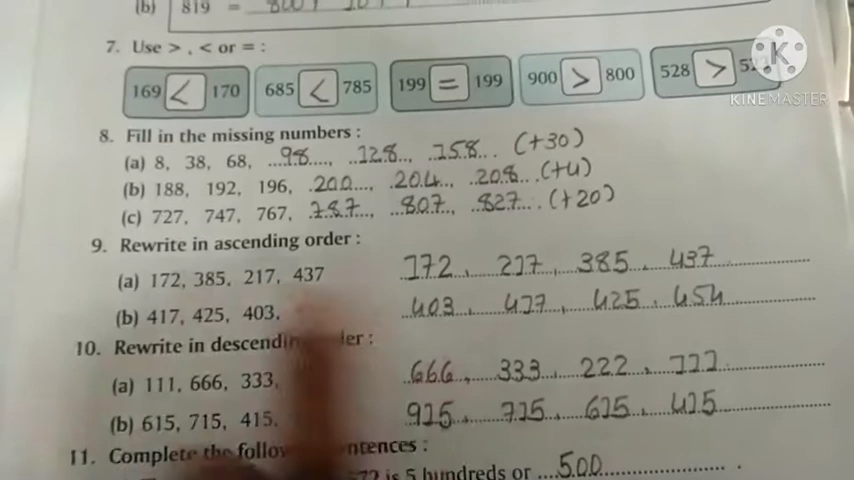 (b) 819 =
7. Use > , < or = :
169 < 170 685 < 785 199 = 199 900 > 800 528 >
KINEMASTER
8. Fill in the missing numbers :
(a) 8, 38, 68, 98, 128, 158 (+30)
(b) 188, 192, 196, 200, 204, 208 (+4)
(c) 727, 747, 767, 787, 807, 827 (+20)
9. Rewrite in ascending order :
(a) 172, 385, 217, 437 172, 217, 385, 437
(b) 417, 425, 403, 403, 417, 425, 454
10. Rewrite in :
(a) 111, 666, 333, 666, 333, 222, 111
(b) 615, 715, 415, 915, 715, 615, 415
11. Complete the :
is 5 hundreds or 500 .